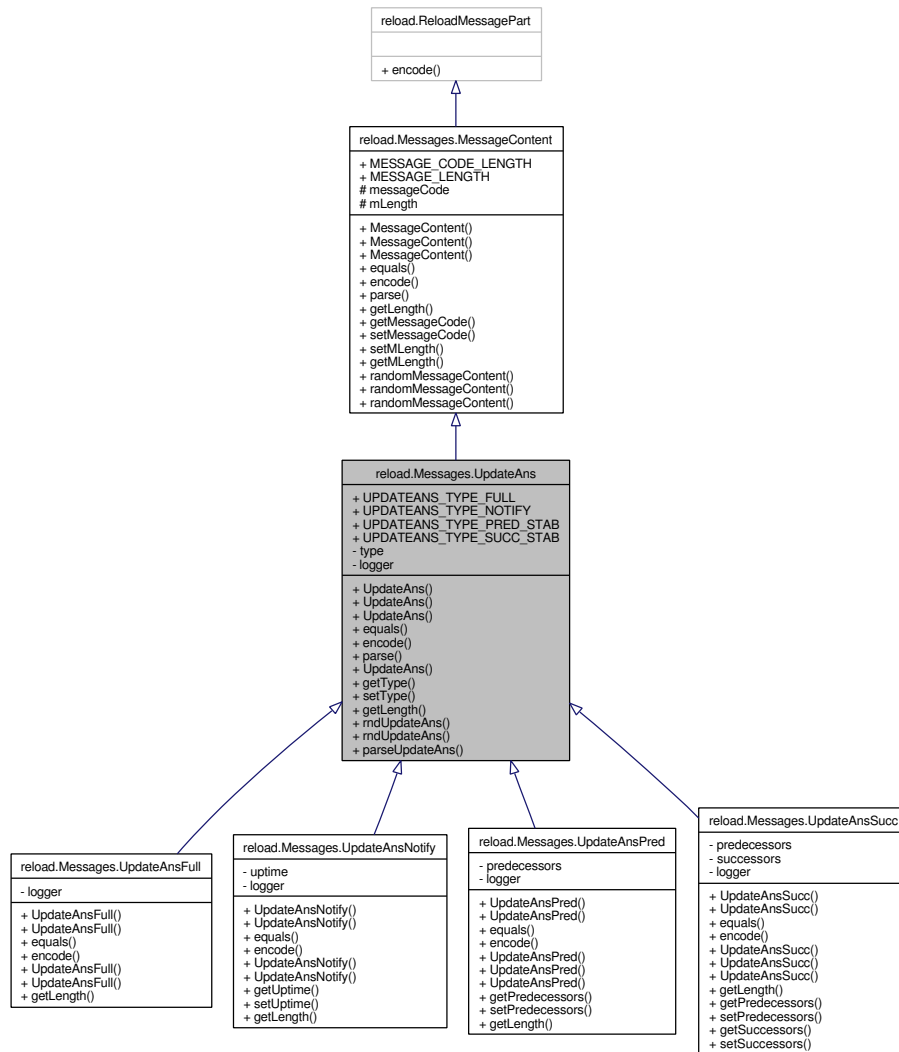 reload.ReloadMessagePart
+ encode()
reload.Messages.MessageContent
+ MESSAGE_CODE_LENGTH
+ MESSAGE_LENGTH
# messageCode
# mLength
+ MessageContent()
+ MessageContent()
+ MessageContent()
+ equals()
+ encode()
+ parse()
+ getLength()
+ getMessageCode()
+ setMessageCode()
+ setMLength()
+ getMLength()
+ randomMessageContent()
+ randomMessageContent()
+ randomMessageContent()
reload.Messages.UpdateAns
+ UPDATEANS_TYPE_FULL
+ UPDATEANS_TYPE_NOTIFY
+ UPDATEANS_TYPE_PRED_STAB
+ UPDATEANS_TYPE_SUCC_STAB
- type
- logger
+ UpdateAns()
+ UpdateAns()
+ UpdateAns()
+ equals()
+ encode()
+ parse()
+ UpdateAns()
+ getType()
+ setType()
+ getLength()
+ rndUpdateAns()
+ rndUpdateAns()
+ parseUpdateAns()
reload.Messages.UpdateAnsFull
- logger
+ UpdateAnsFull()
+ UpdateAnsFull()
+ equals()
+ encode()
+ UpdateAnsFull()
+ UpdateAnsFull()
+ getLength()
reload.Messages.UpdateAnsNotify
- uptime
- logger
+ UpdateAnsNotify()
+ UpdateAnsNotify()
+ equals()
+ encode()
+ UpdateAnsNotify()
+ UpdateAnsNotify()
+ getUptime()
+ setUptime()
+ getLength()
reload.Messages.UpdateAnsPred
- predecessors
- logger
+ UpdateAnsPred()
+ UpdateAnsPred()
+ equals()
+ encode()
+ UpdateAnsPred()
+ UpdateAnsPred()
+ UpdateAnsPred()
+ getPredecessors()
+ setPredecessors()
+ getLength()
reload.Messages.UpdateAnsSucc
- predecessors
- successors
- logger
+ UpdateAnsSucc()
+ UpdateAnsSucc()
+ equals()
+ encode()
+ UpdateAnsSucc()
+ UpdateAnsSucc()
+ UpdateAnsSucc()
+ getLength()
+ getPredecessors()
+ setPredecessors()
+ getSuccessors()
+ setSuccessors()